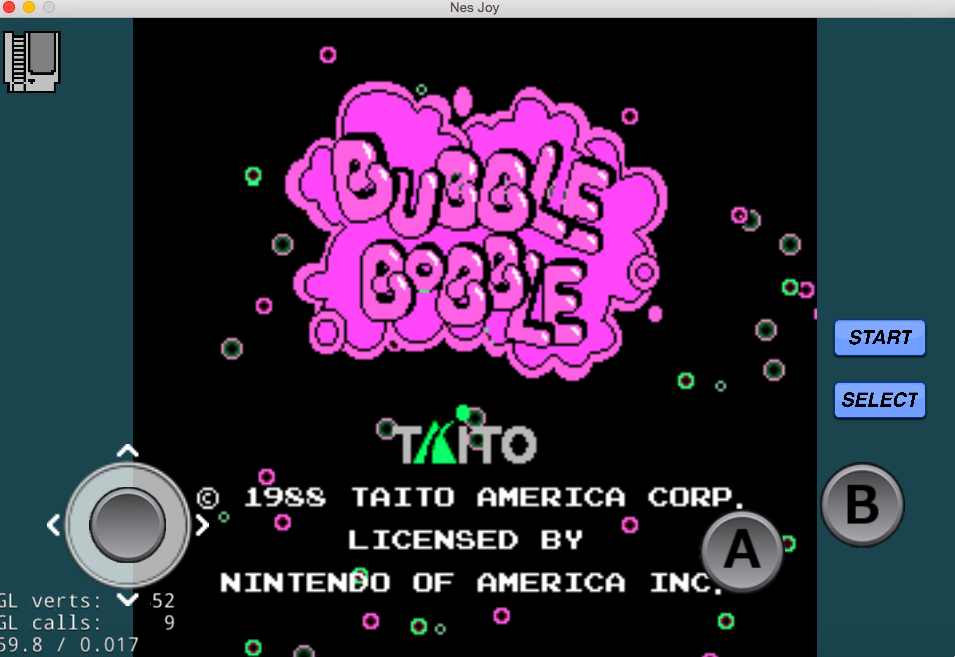 Nes Joy
BUBBLE
BOBBLE
TAITO
© 1988 TAITO AMERICA CORP.
LICENSED BY
NINTENDO OF AMERICA INC.
START
SELECT
B
A
GL verts: 52
GL calls: 9
59.8 / 0.017